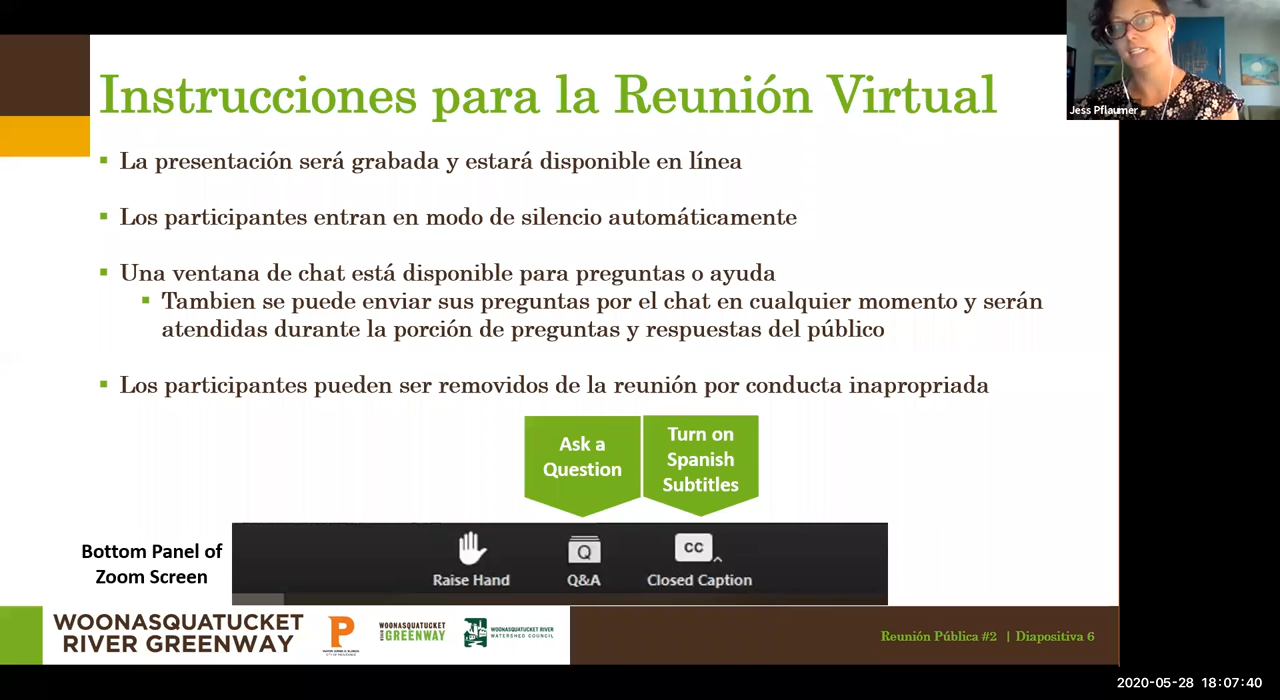 Instrucciones para la Reunión Virtual
Jess Pflaumer
La presentación será grabada y estará disponible en línea
Los participantes entran en modo de silencio automáticamente
Una ventana de chat está disponible para preguntas o ayuda
Tambien se puede enviar sus preguntas por el chat en cualquier momento y serán
atendidas durante la porción de preguntas y respuestas del público
Los participantes pueden ser removidos de la reunión por conducta inapropriada
Ask a
Question
Turn on
Spanish
Subtitles
Bottom Panel of
Zoom Screen
Raise Hand
Q
Q&A
CC
Closed Caption
WOONASQUATUCKET
RIVER GREENWAY
P
WOONASQUATUCKET
RIVER GREENWAY
WOONASQUATUCKET RIVER
WATERSHED COUNCIL
Reunión Pública #2 | Diapositiva 6
2020-05-28 18:07:40